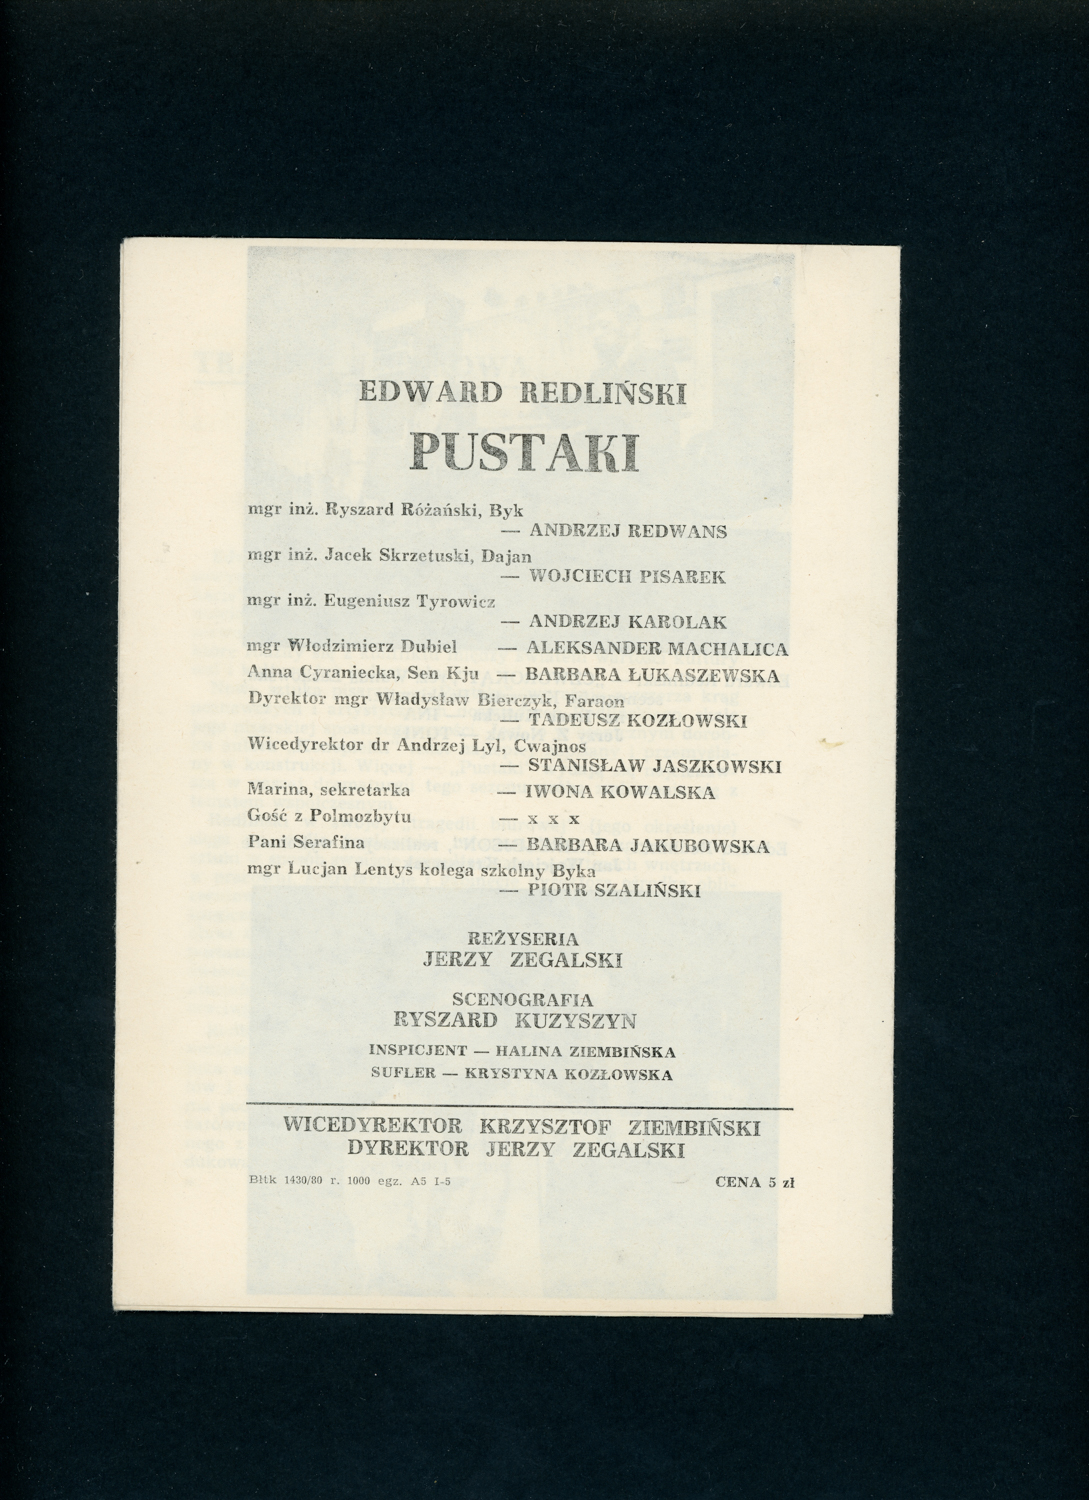 EDWARD REDLIŃSKI
PUSTAKI
mgr inż. Ryszard Różański, Byk
— ANDRZEJ REDWANS
mgr inż. Jacek Skrzetuski, Dajan
— WOJCIECH PISAREK
mgr inż. Eugeniusz Tyrowicz
— ANDRZEJ KAROLAK
mgr Włodzimierz Dubiel — ALEKSANDER MACHALICA
Anna Cyraniecka, Sen Kju — BARBARA ŁUKASZEWSKA
Dyrektor mgr Władysław Bierczyk, Faraon
— TADEUSZ KOZŁOWSKI
Wicedyrektor dr Andrzej Lyl, Cwajnos
— STANISŁAW JASZKOWSKI
Marina, sekretarka — IWONA KOWALSKA
Gość z Polmozbytu — x x x
Pani Serafina — BARBARA JAKUBOWSKA
mgr Lucjan Lentys kolega szkolny Byka
— PIOTR SZALIŃSKI
REŻYSERIA
JERZY ZEGALSKI
SCENOGRAFIA
RYSZARD KUZYSZYN
INSPICJENT — HALINA ZIEMBIŃSKA
SUFLER — KRYSTYNA KOZŁOWSKA
WICEDYREKTOR KRZYSZTOF ZIEMBIŃSKI
DYREKTOR JERZY ZEGALSKI
Błtk 1430/80 r. 1000 egz. A5 I-5 CENA 5 zł